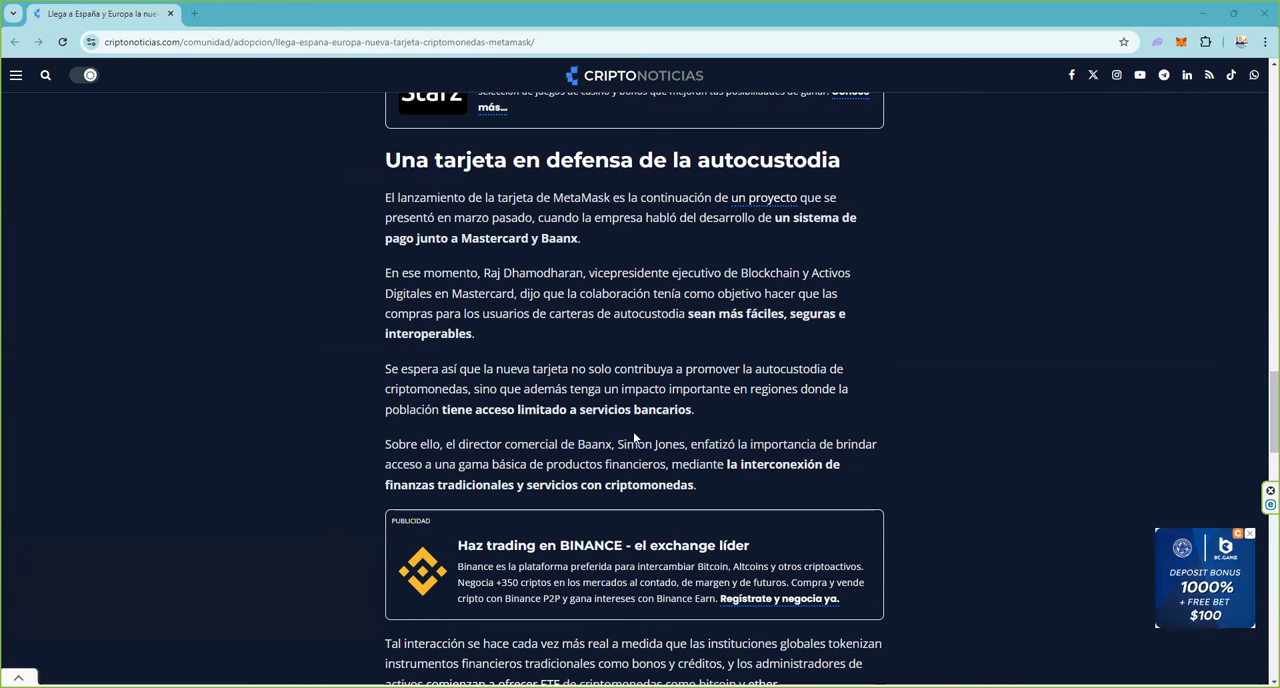 Llega a España y Europa la nue
criptonoticias.com/comunidad/adopcion/llega-espana-europa-nueva-tarjeta-criptomonedas-metamask/
CRIPTONOTICIAS
Starz
selección de juegos de casino y bonos que mejoran tus posibilidades de ganar. Conoce
más...
Una tarjeta en defensa de la autocustodia
El lanzamiento de la tarjeta de MetaMask es la continuación de un proyecto que se
presentó en marzo pasado, cuando la empresa habló del desarrollo de un sistema de
pago junto a Mastercard y Baanx.
En ese momento, Raj Dhamodharan, vicepresidente ejecutivo de Blockchain y Activos
Digitales en Mastercard, dijo que la colaboración tenía como objetivo hacer que las
compras para los usuarios de carteras de autocustodia sean más fáciles, seguras e
interoperables.
Se espera así que la nueva tarjeta no solo contribuya a promover la autocustodia de
criptomonedas, sino que además tenga un impacto importante en regiones donde la
población tiene acceso limitado a servicios bancarios.
Sobre ello, el director comercial de Baanx, Simon Jones, enfatizó la importancia de brindar
acceso a una gama básica de productos financieros, mediante la interconexión de
finanzas tradicionales y servicios con criptomonedas.
PUBLICIDAD
Haz trading en BINANCE - el exchange líder
Binance es la plataforma preferida para intercambiar Bitcoin, Altcoins y otros criptoactivos.
Negocia +350 criptos en los mercados al contado, de margen y de futuros. Compra y vende
cripto con Binance P2P y gana intereses con Binance Earn. Regístrate y negocia ya.
BC.GAME
DEPOSIT BONUS
1000%
+ FREE BET
$100
Tal interacción se hace cada vez más real a medida que las instituciones globales tokenizan
instrumentos financieros tradicionales como bonos y créditos, y los administradores de
activos comienzan a ofrecer ETF de criptomonedas como bitcoin y ether